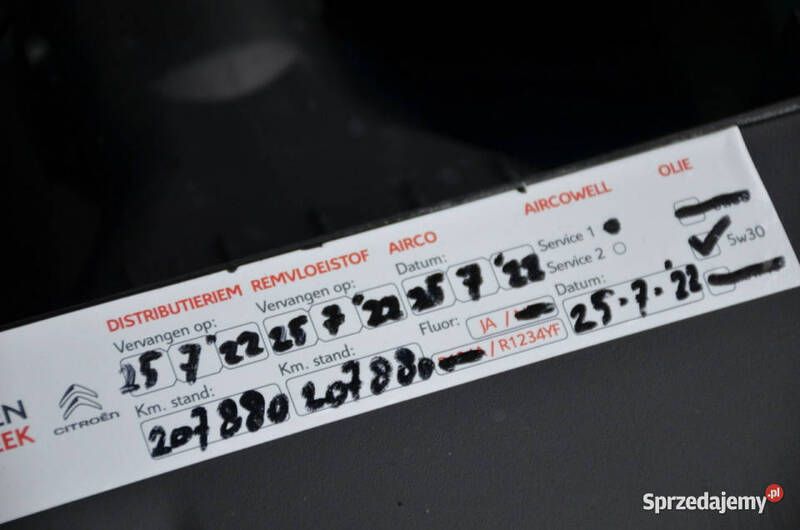 DISTRIBUTIERIEM REMVLOEISTOF AIRCO AIRCOWELL OLIE
Vervangen op: Vervangen op: Datum: Service 1
25 7 '22 25 7 '22 25 7 '22 Service 2 5w30
Km. stand: Km. stand: Fluor: JA / Datum:
207880 207880 / R1234YF 25.7.'22
EN
EK
CITROËN
Sprzedajemy.pl